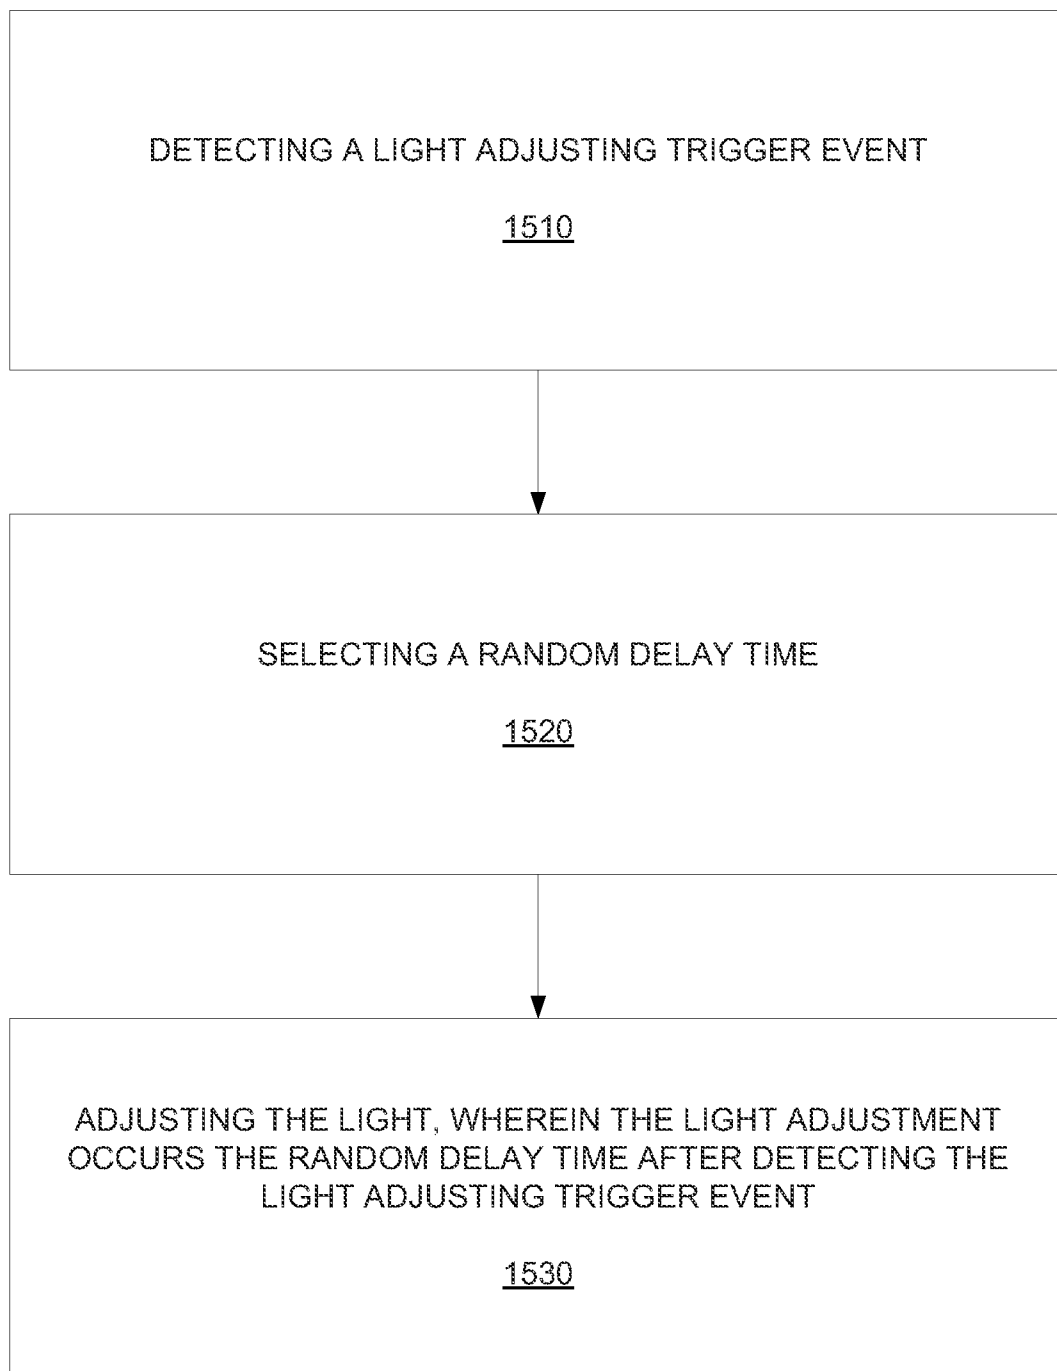 DETECTING A LIGHT ADJUSTING TRIGGER EVENT
1510
SELECTING A RANDOM DELAY TIME
1520
ADJUSTING THE LIGHT, WHEREIN THE LIGHT ADJUSTMENT
OCCURS THE RANDOM DELAY TIME AFTER DETECTING THE
LIGHT ADJUSTING TRIGGER EVENT
1530